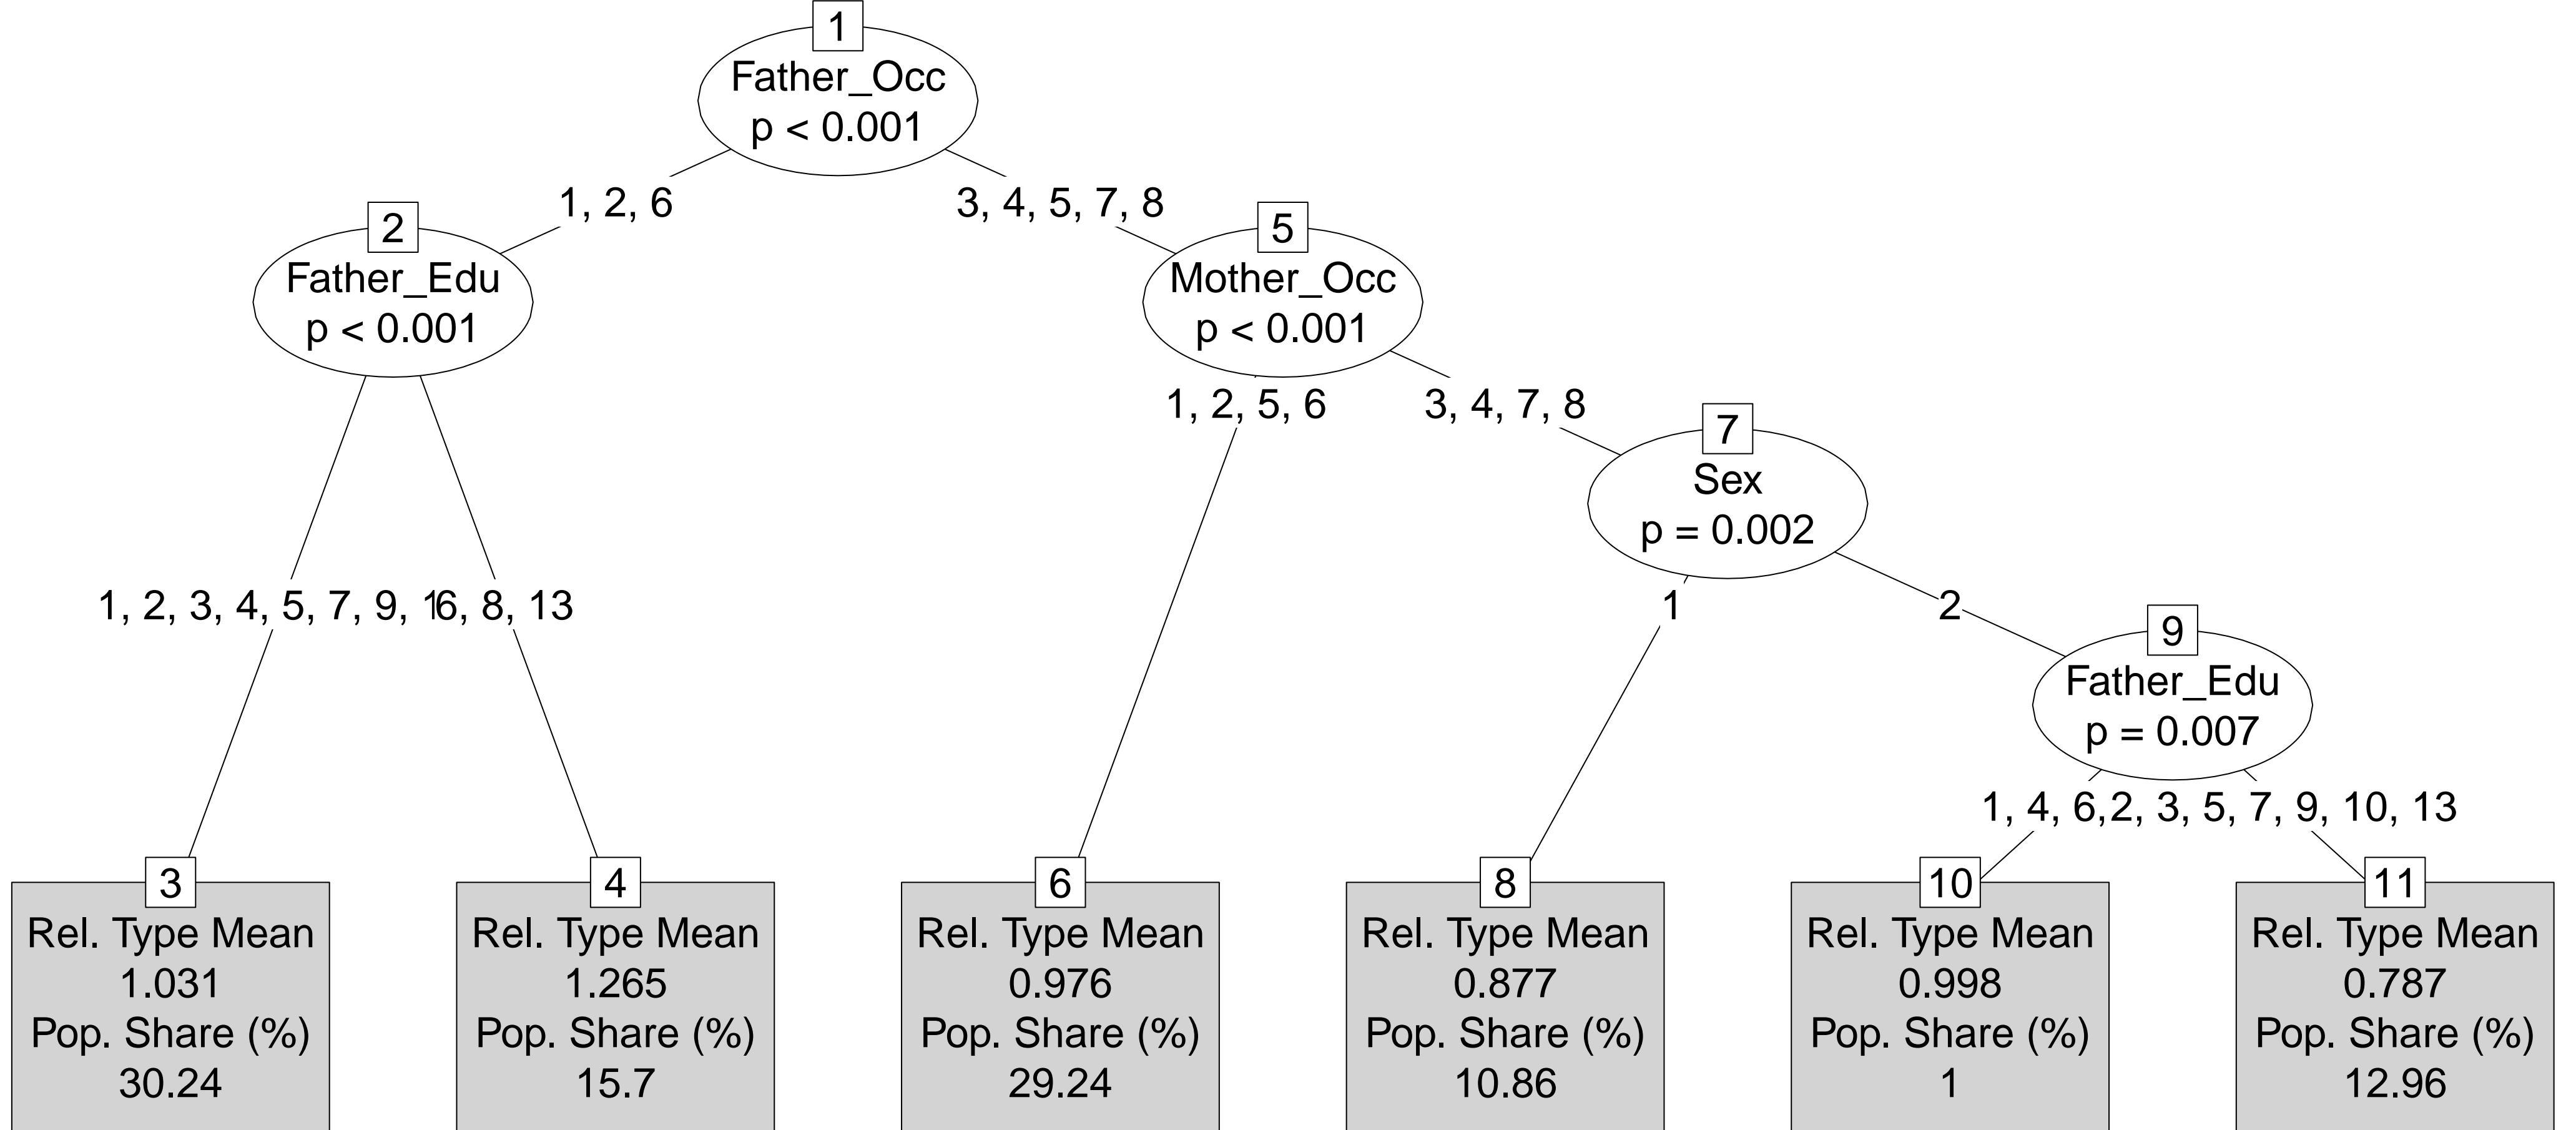 1
Father_Occ
p < 0.001
1, 2, 6
3, 4, 5, 7, 8
2
Father_Edu
p < 0.001
5
Mother_Occ
p < 0.001
1, 2, 5, 6
3, 4, 7, 8
7
Sex
p = 0.002
1, 2, 3, 4, 5, 7, 9,
6, 8, 13
1
2
9
Father_Edu
p = 0.007
1, 4, 6,
2, 3, 5, 7, 9, 10, 13
3
Rel. Type Mean
1.031
Pop. Share (%)
30.24
4
Rel. Type Mean
1.265
Pop. Share (%)
15.7
6
Rel. Type Mean
0.976
Pop. Share (%)
29.24
8
Rel. Type Mean
0.877
Pop. Share (%)
10.86
10
Rel. Type Mean
0.998
Pop. Share (%)
1
11
Rel. Type Mean
0.787
Pop. Share (%)
12.96